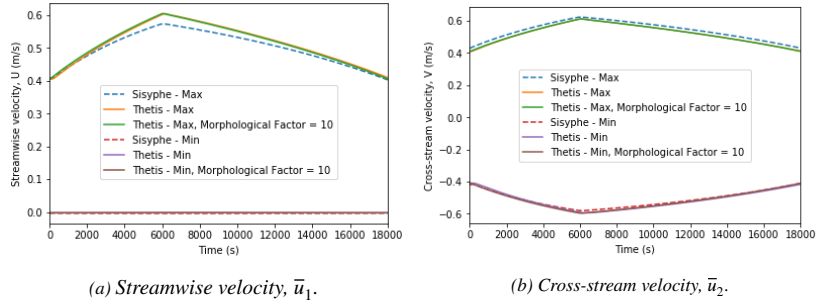 Streamwise velocity, U (m/s)
0.6
0.5
0.4
0.3
0.2
0.1
0.0
Sisyphe - Max
Thetis - Max
Thetis - Max, Morphological Factor = 10
Sisyphe - Min
Thetis - Min
Thetis - Min, Morphological Factor = 10
0 2000 4000 6000 8000 10000 12000 14000 16000 18000
Time (s)
(a) Streamwise velocity, u̅₁.
Cross-stream velocity, V (m/s)
0.6
0.4
0.2
0.0
−0.2
−0.4
−0.6
Sisyphe - Max
Thetis - Max
Thetis - Max, Morphological Factor = 10
Sisyphe - Min
Thetis - Min
Thetis - Min, Morphological Factor = 10
0 2000 4000 6000 8000 10000 12000 14000 16000 18000
Time (s)
(b) Cross-stream velocity, u̅₂.